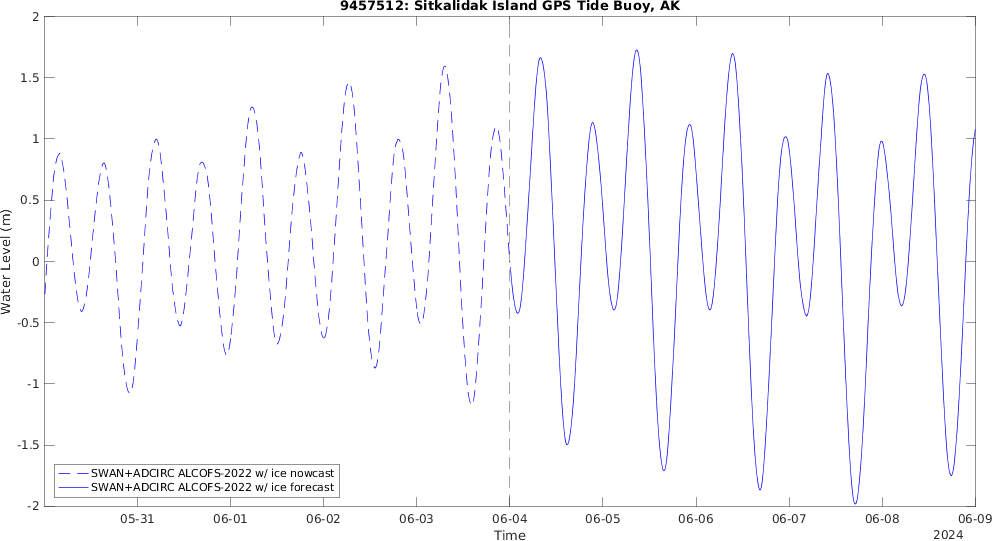 9457512: Sitkalidak Island GPS Tide Buoy, AK
2
1.5
1
0.5
0
-0.5
-1
-1.5
-2
Water Level (m)
SWAN+ADCIRC ALCOFS-2022 w/ ice nowcast
SWAN+ADCIRC ALCOFS-2022 w/ ice forecast
05-31 06-01 06-02 06-03 06-04 06-05 06-06 06-07 06-08 06-09
Time
2024